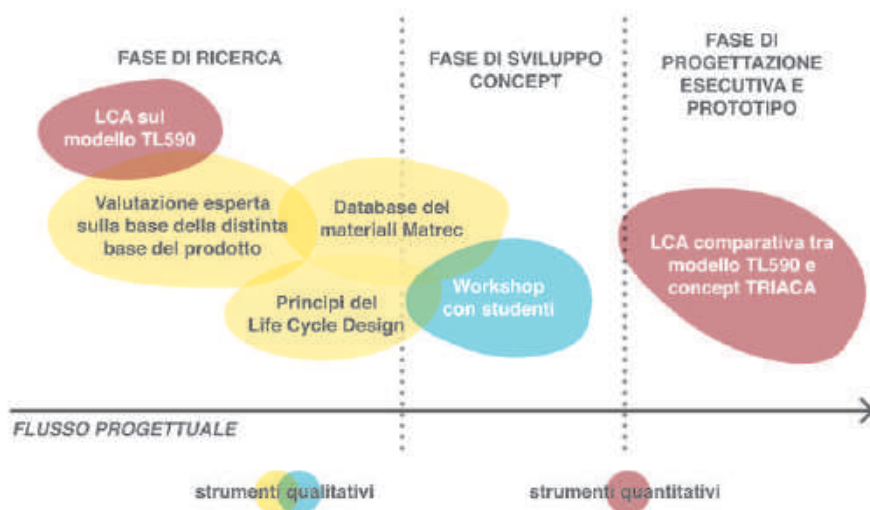 FASE DI RICERCA
FASE DI SVILUPPO
CONCEPT
FASE DI
PROGETTAZIONE
ESECUTIVA E
PROTOTIPO
LCA sul
modello TL590
Valutazione esperta
sulla base della distinta
base del prodotto
Database dei
materiali Matrec
Principi del
Life Cycle Design
Workshop
con studenti
LCA comparativa tra
modello TL590 e
concept TRIACA
FLUSSO PROGETTUALE
strumenti qualitativi
strumenti quantitativi